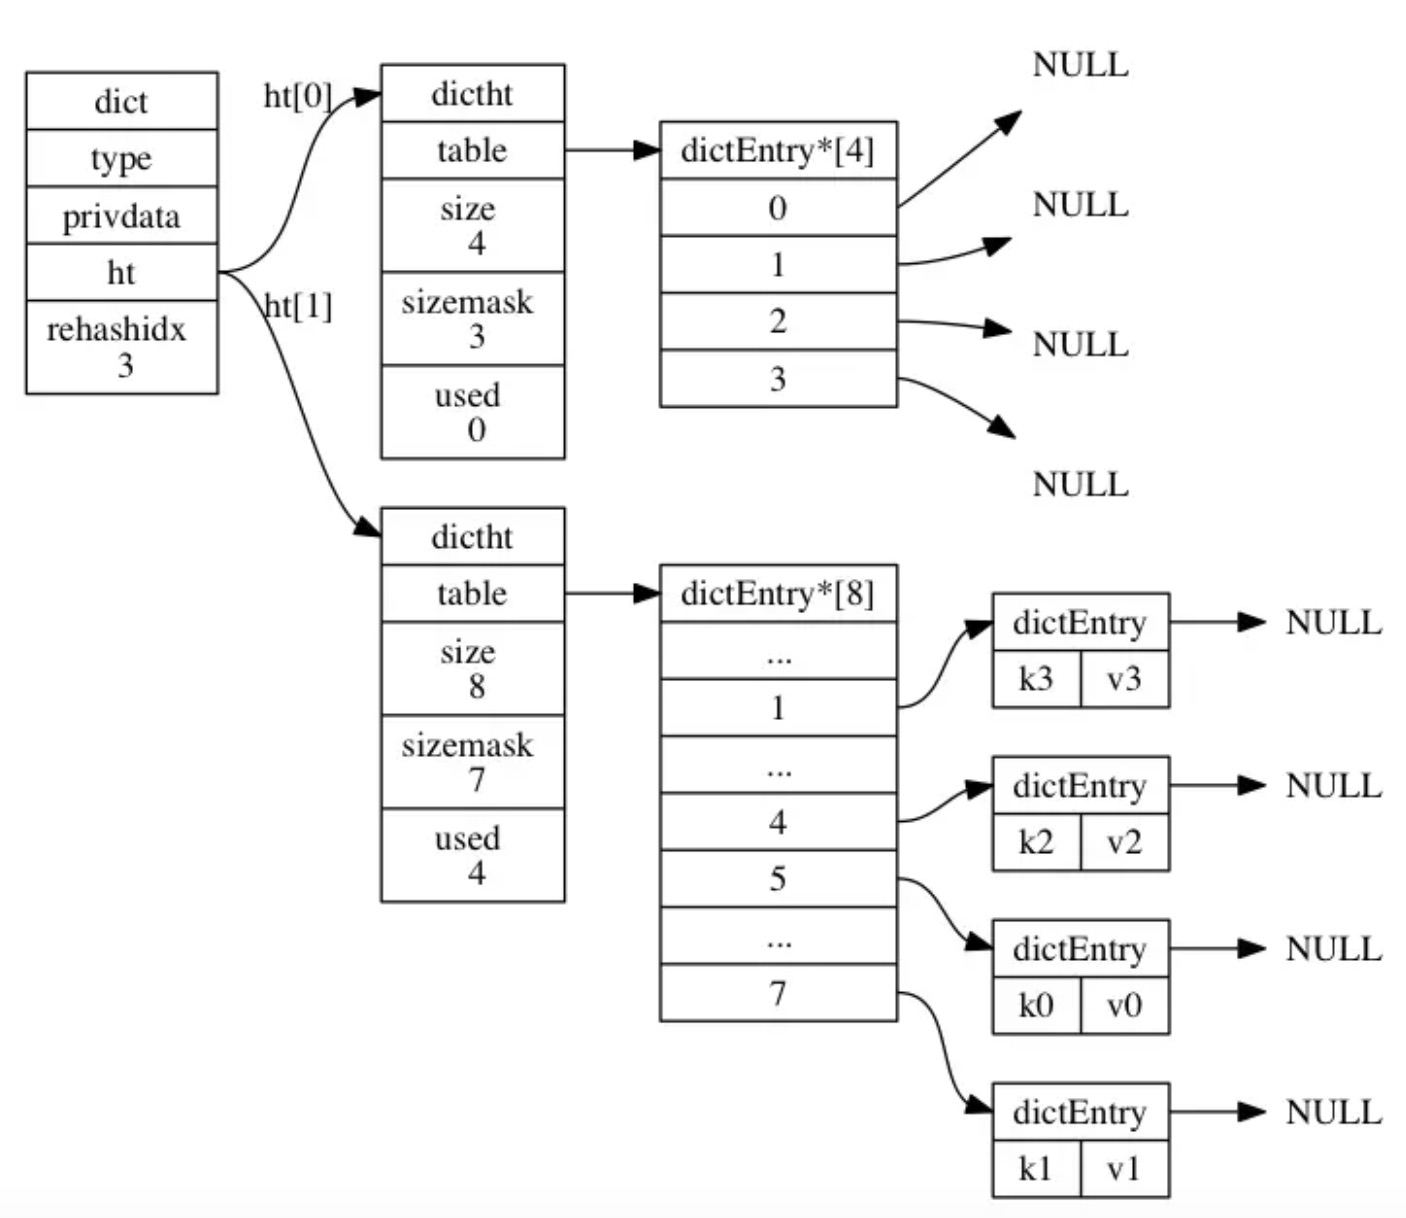 dict
type
privdata
ht
rehashidx
3
ht[0]
ht[1]
dictht
table
size
4
sizemask
3
used
0
dictEntry*[4]
0
1
2
3
NULL
NULL
NULL
NULL
dictht
table
size
8
sizemask
7
used
4
dictEntry*[8]
...
1
...
4
5
...
7
dictEntry
k3 v3
NULL
dictEntry
k2 v2
NULL
dictEntry
k0 v0
NULL
dictEntry
k1 v1
NULL